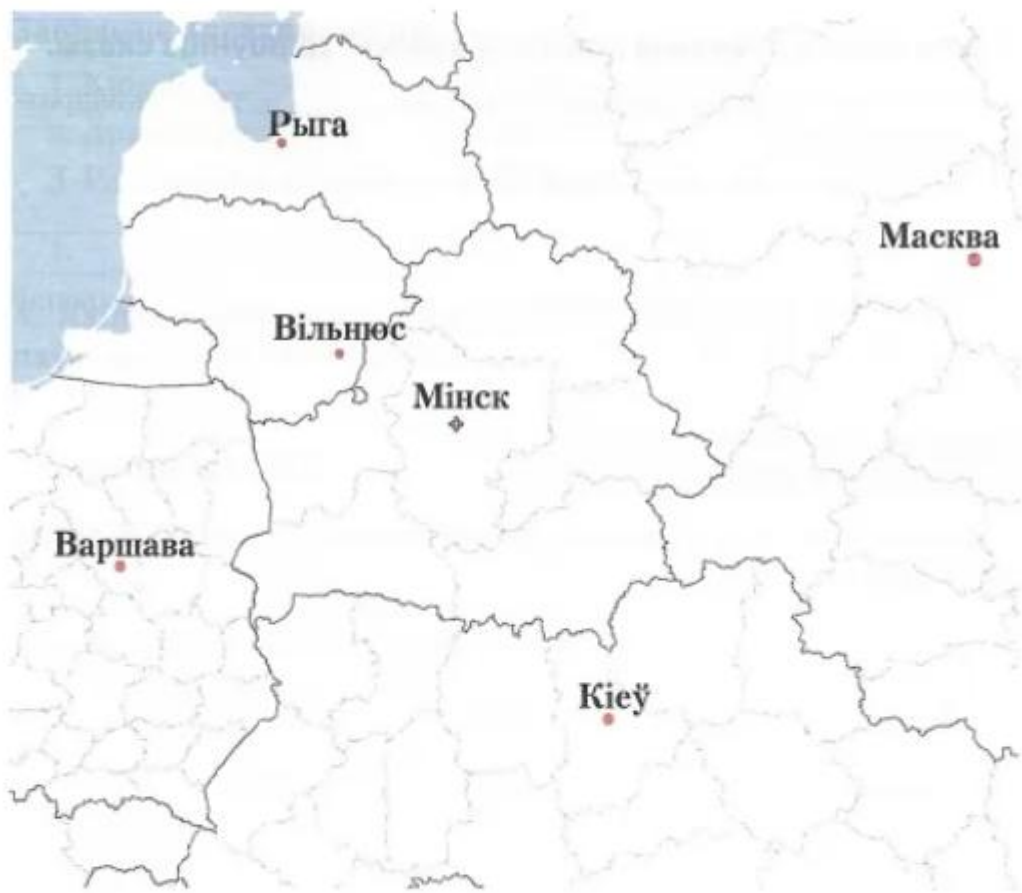 Рыга
Масква
Вільнюс
Мінск
Варшава
Кіеў